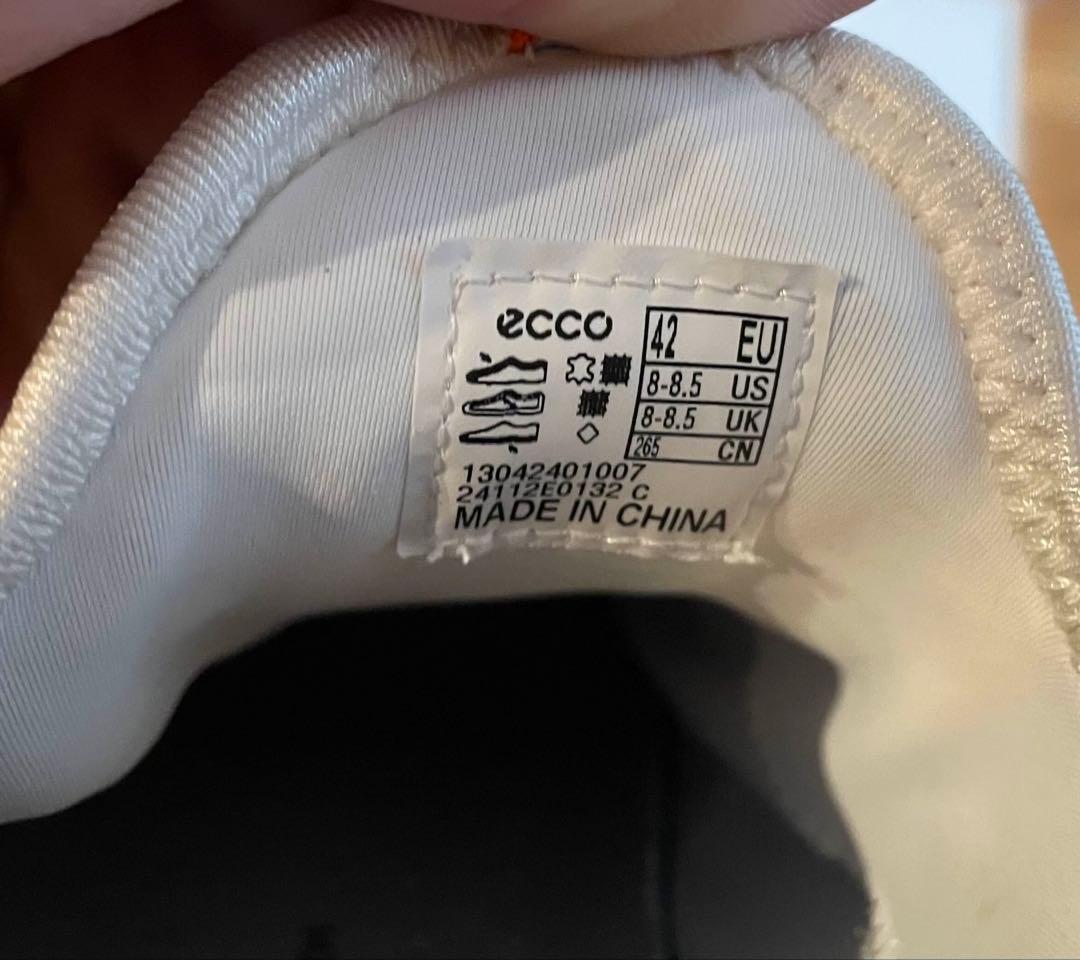 ecco
42 EU
8-8.5 US
8-8.5 UK
265 CN
13042401007
24112E0132 C
MADE IN CHINA